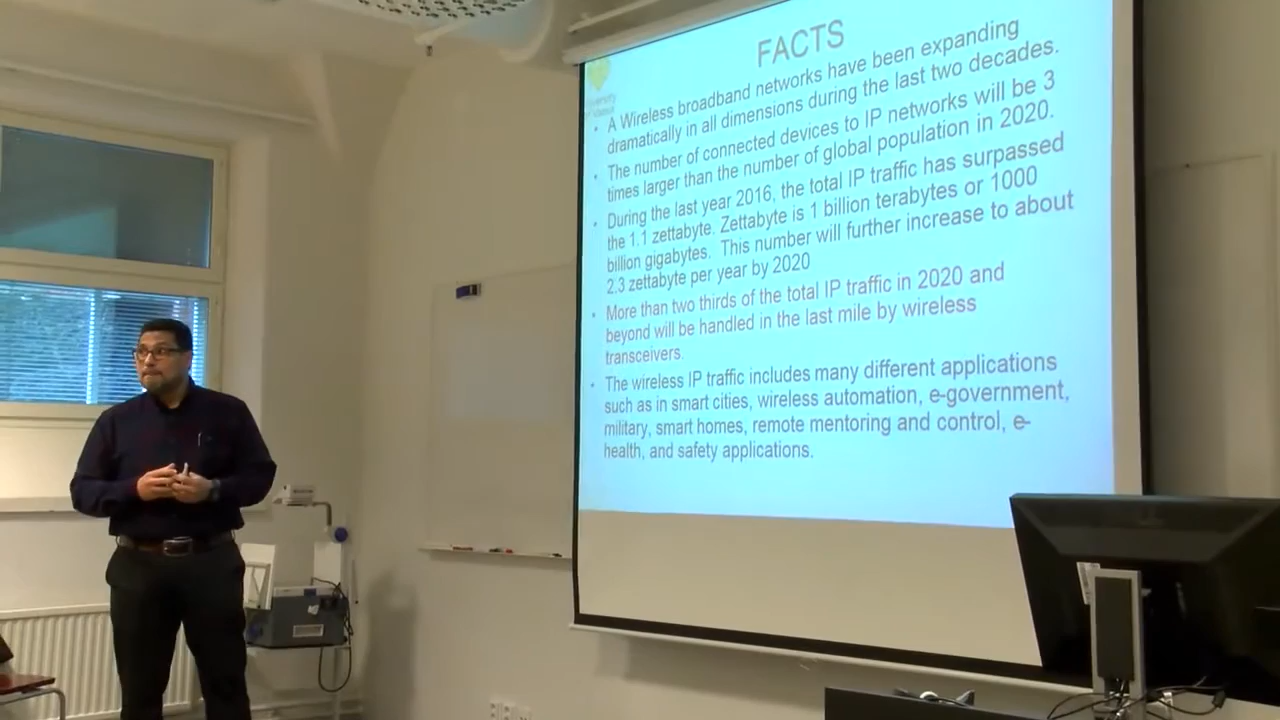 FACTS
• A Wireless broadband networks have been expanding
dramatically in all dimensions during the last two decades.
• The number of connected devices to IP networks will be 3
times larger than the number of global population in 2020.
• During the last year 2016, the total IP traffic has surpassed
the 1.1 zettabyte. Zettabyte is 1 billion terabytes or 1000
billion gigabytes. This number will further increase to about
2.3 zettabyte per year by 2020
• More than two thirds of the total IP traffic in 2020 and
beyond will be handled in the last mile by wireless
transceivers.
• The wireless IP traffic includes many different applications
such as in smart cities, wireless automation, e-government,
military, smart homes, remote mentoring and control, e-
health, and safety applications.